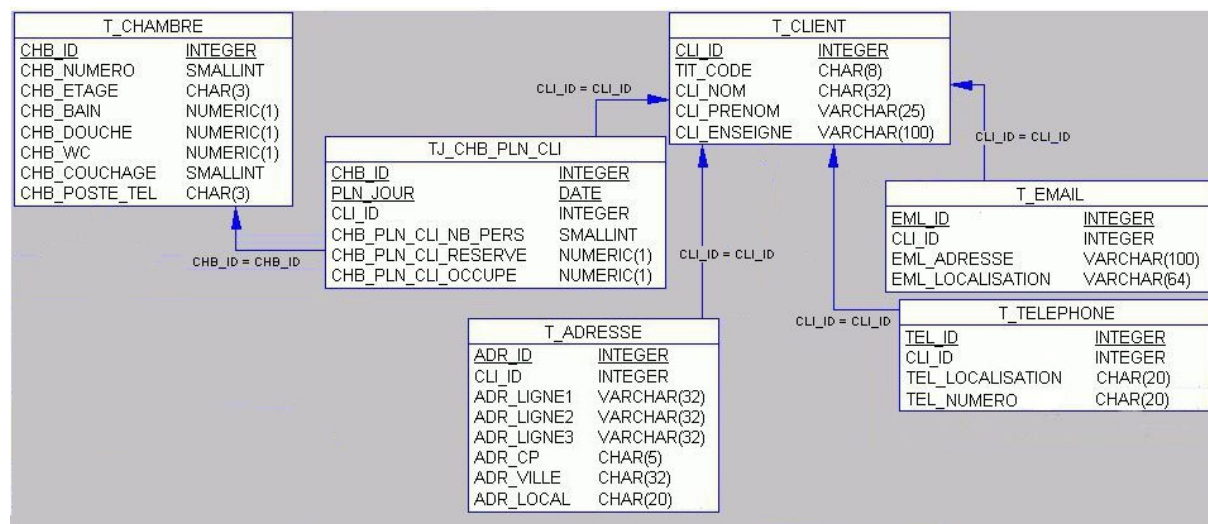 T_CHAMBRE
CHB_ID INTEGER
CHB_NUMERO SMALLINT
CHB_ETAGE CHAR(3)
CHB_BAIN NUMERIC(1)
CHB_DOUCHE NUMERIC(1)
CHB_WC NUMERIC(1)
CHB_COUCHAGE SMALLINT
CHB_POSTE_TEL CHAR(3)
T_CLIENT
CLI_ID INTEGER
TIT_CODE CHAR(8)
CLI_NOM CHAR(32)
CLI_PRENOM VARCHAR(25)
CLI_ENSEIGNE VARCHAR(100)
CLI_ID = CLI_ID
CLI_ID = CLI_ID
TJ_CHB_PLN_CLI
CHB_ID INTEGER
PLN_JOUR DATE
CLI_ID INTEGER
CHB_PLN_CLI_NB_PERS SMALLINT
CHB_PLN_CLI_RESERVE NUMERIC(1)
CHB_PLN_CLI_OCCUPE NUMERIC(1)
CHB_ID = CHB_ID
CLI_ID = CLI_ID
T_EMAIL
EML_ID INTEGER
CLI_ID INTEGER
EML_ADRESSE VARCHAR(100)
EML_LOCALISATION VARCHAR(64)
CLI_ID = CLI_ID
T_TELEPHONE
TEL_ID INTEGER
CLI_ID INTEGER
TEL_LOCALISATION CHAR(20)
TEL_NUMERO CHAR(20)
T_ADRESSE
ADR_ID INTEGER
CLI_ID INTEGER
ADR_LIGNE1 VARCHAR(32)
ADR_LIGNE2 VARCHAR(32)
ADR_LIGNE3 VARCHAR(32)
ADR_CP CHAR(5)
ADR_VILLE CHAR(32)
ADR_LOCAL CHAR(20)